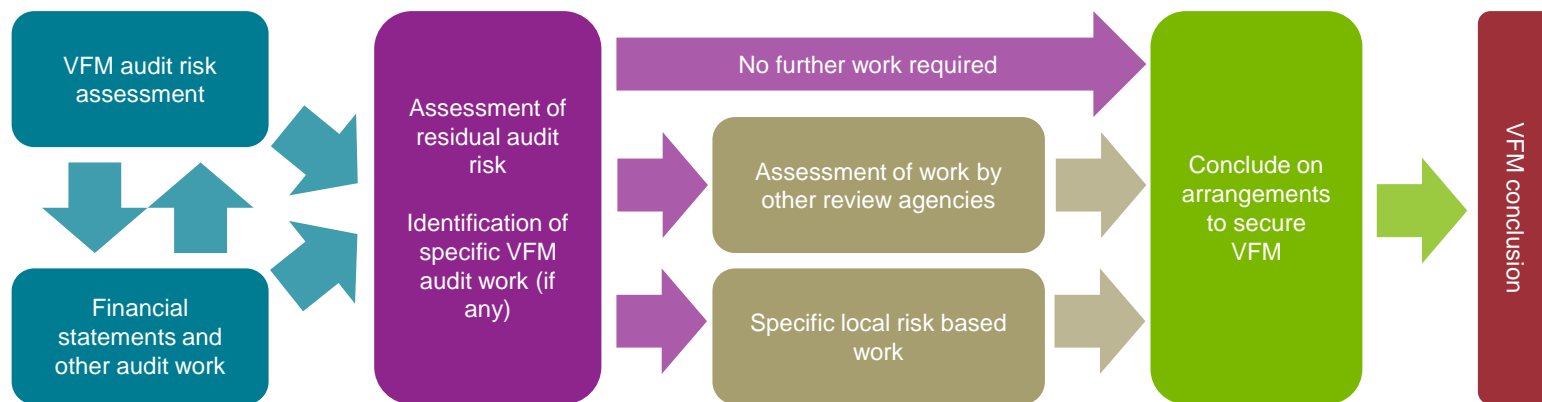 VFM audit risk
assessment
Financial
statements and
other audit work
Assessment of
residual audit
risk
Identification of
specific VFM
audit work (if
any)
No further work required
Assessment of work by
other review agencies
Specific local risk based
work
Conclude on
arrangements
to secure
VFM
VFM conclusion